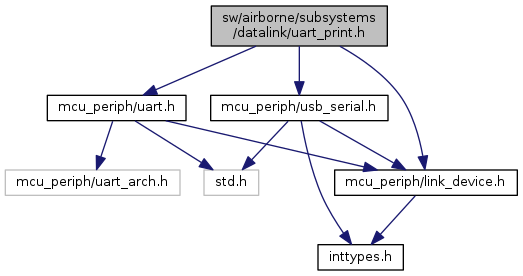 sw/airborne/subsystems
/datalink/uart_print.h
mcu_periph/uart.h
mcu_periph/usb_serial.h
mcu_periph/uart_arch.h
std.h
mcu_periph/link_device.h
inttypes.h